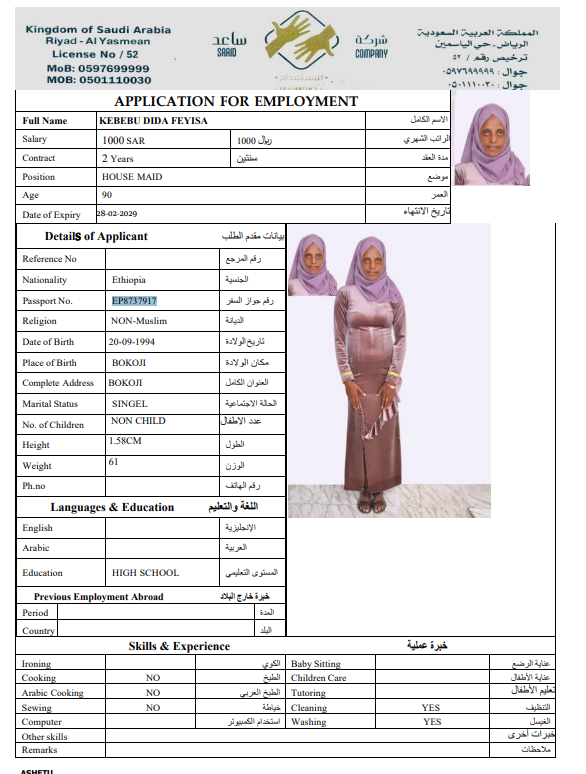 Kingdom of Saudi Arabia
Riyadh - Al Yasmean
License No / 52
MoB: 0597699999
MOB: 0501110030
ساعد
SAAID
شركة
COMPANY
للاستقدام
المملكة العربية السعودية
الرياض - حي الياسمين
ترخيص رقم / ٥٢
جوال : ٠٥٩٧٦٩٩٩٩٩
جوال : ٠٥٠١١١٠٠٣٠
APPLICATION FOR EMPLOYMENT
Full Name KEBEBU DIDA FEYISA الاسم الكامل
Salary 1000 SAR 1000 ريال الراتب الشهري
Contract 2 Years سنتين مدة العقد
Position HOUSE MAID موضع
Age 90 العمر
Date of Expiry 28-02-2029 تاريخ الانتهاء
Details of Applicant بيانات مقدم الطلب
Reference No رقم المرجع
Nationality Ethiopia الجنسية
Passport No. EP8737917 رقم جواز السفر
Religion NON-Muslim الديانة
Date of Birth 20-09-1994 تاريخ الولادة
Place of Birth BOKOJI مكان الولادة
Complete Address BOKOJI العنوان الكامل
Marital Status SINGEL الحالة الاجتماعية
No. of Children NON CHILD عدد الاطفال
Height 1.58CM الطول
Weight 61 الوزن
Ph.no رقم الهاتف
Languages & Education اللغة والتعليم
English الإنجليزية
Arabic العربية
Education HIGH SCHOOL المستوى التعليمي
Previous Employment Abroad خبرة خارج البلاد
Period المدة
Country البلد
Skills & Experience خبرة عملية
Ironing الكوي Baby Sitting عناية الرضع
Cooking NO الطبخ Children Care عناية الأطفال
Arabic Cooking NO الطبخ العربي Tutoring تعليم الأطفال
Sewing NO خياطة Cleaning YES التنظيف
Computer استخدام الكمبيوتر Washing YES الغسيل
Other skills خبرات أخرى
Remarks ملاحظات
ASHETU